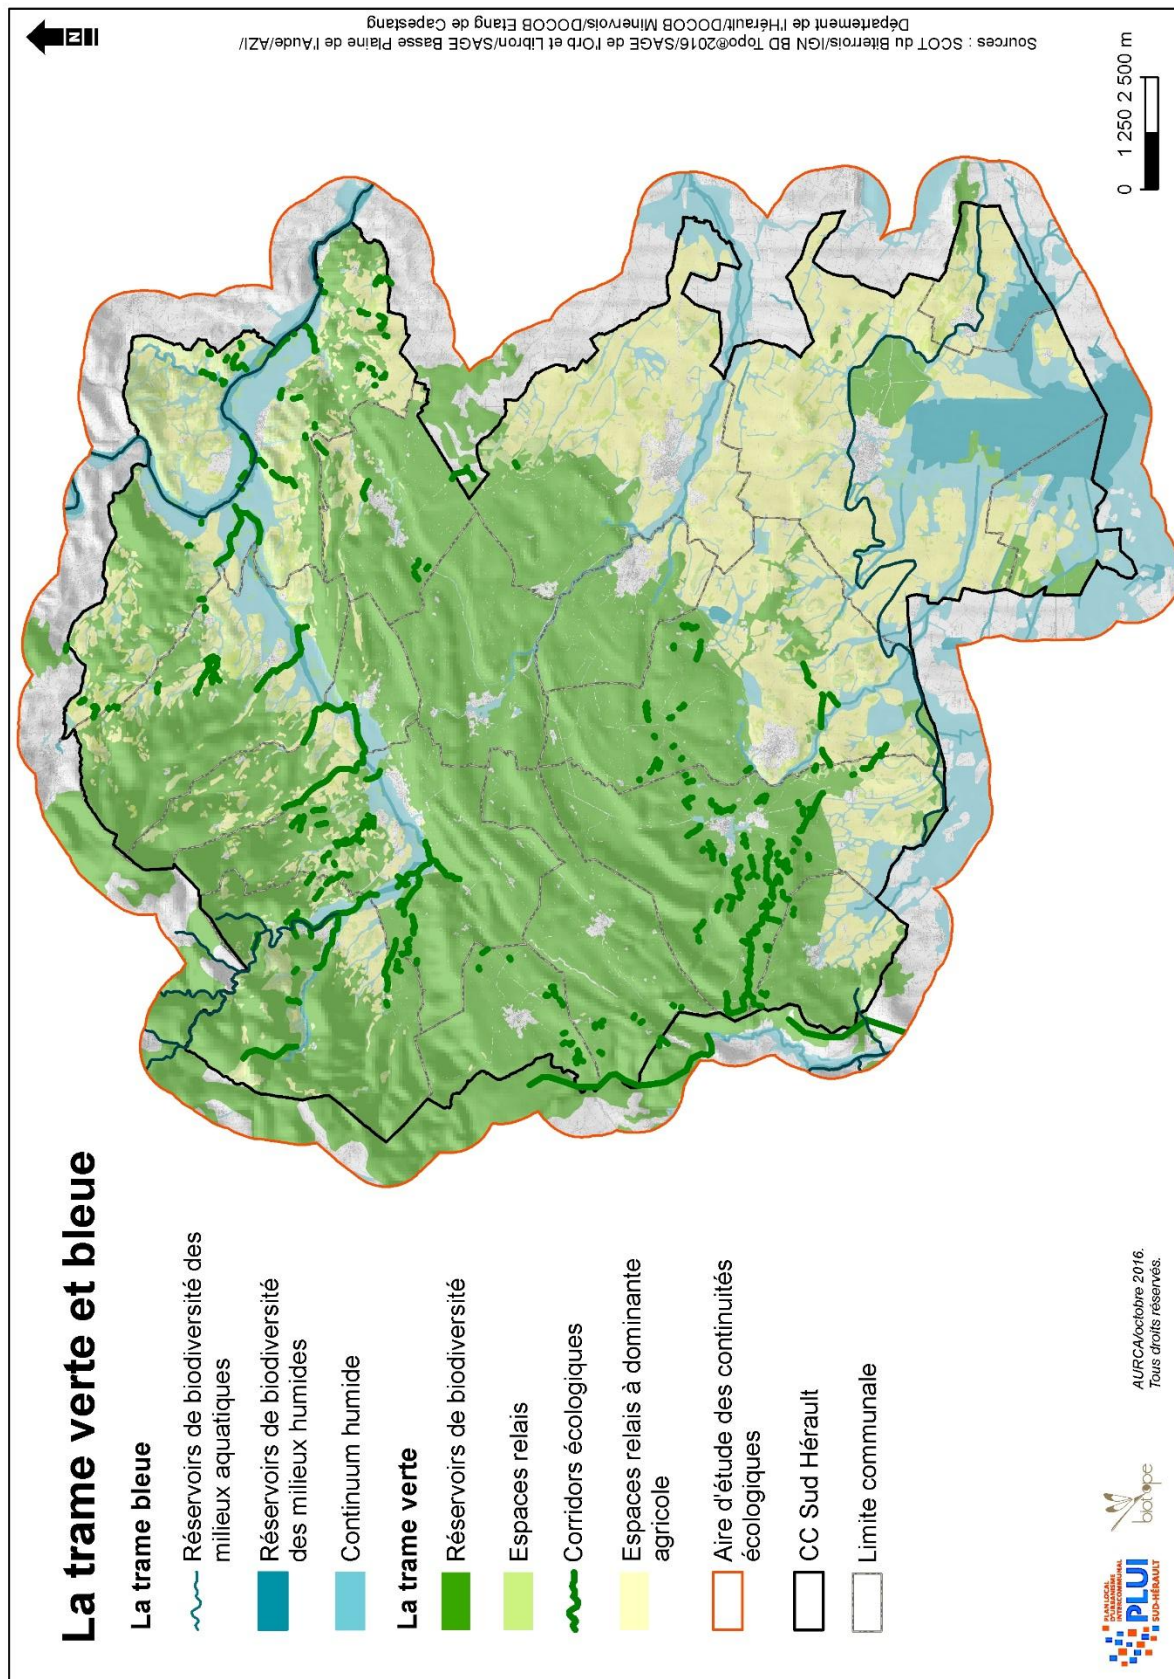 La trame verte et bleue
La trame bleue
Réservoirs de biodiversité des
milieux aquatiques
Réservoirs de biodiversité
des milieux humides
Continuum humide
La trame verte
Réservoirs de biodiversité
Espaces relais
Corridors écologiques
Espaces relais à dominante
agricole
Aire d'étude des continuités
écologiques
CC Sud Hérault
Limite communale
PLAN LOCAL
D'URBANISME
INTERCOMMUNAL
PLUi
SUD-HÉRAULT
biotope
AURCA/octobre 2016.
Tous droits réservés.
N
Sources : SCOT du Biterrois/IGN BD Topo®2016/SAGE de l'Orb et Libron/SAGE Basse Plaine de l'Aude/AZI/
Département de l'Hérault/DOCOB Minervois/DOCOB Etang de Capestang
0 1 250 2 500 m